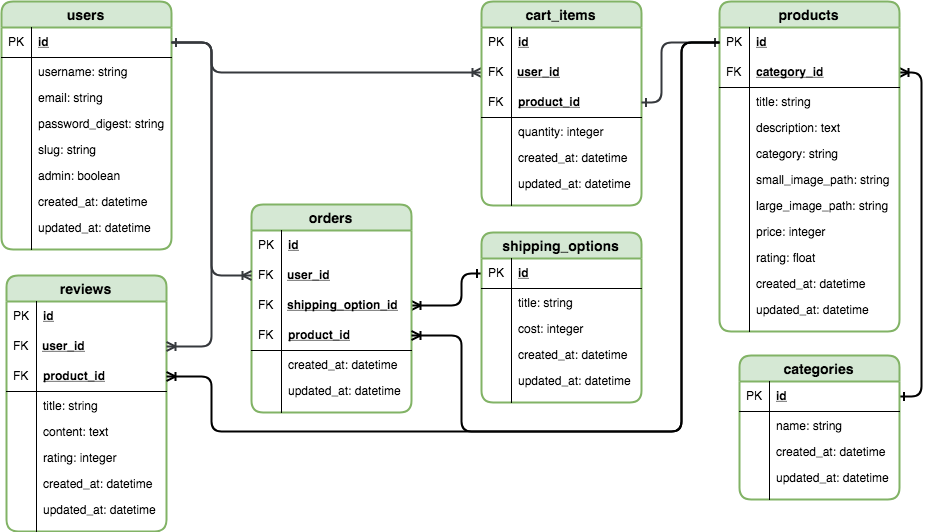 users
PK id
username: string
email: string
password_digest: string
slug: string
admin: boolean
created_at: datetime
updated_at: datetime
cart_items
PK id
FK user_id
FK product_id
quantity: integer
created_at: datetime
updated_at: datetime
products
PK id
FK category_id
title: string
description: text
category: string
small_image_path: string
large_image_path: string
price: integer
rating: float
created_at: datetime
updated_at: datetime
orders
PK id
FK user_id
FK shipping_option_id
FK product_id
created_at: datetime
updated_at: datetime
shipping_options
PK id
title: string
cost: integer
created_at: datetime
updated_at: datetime
reviews
PK id
FK user_id
FK product_id
title: string
content: text
rating: integer
created_at: datetime
updated_at: datetime
categories
PK id
name: string
created_at: datetime
updated_at: datetime